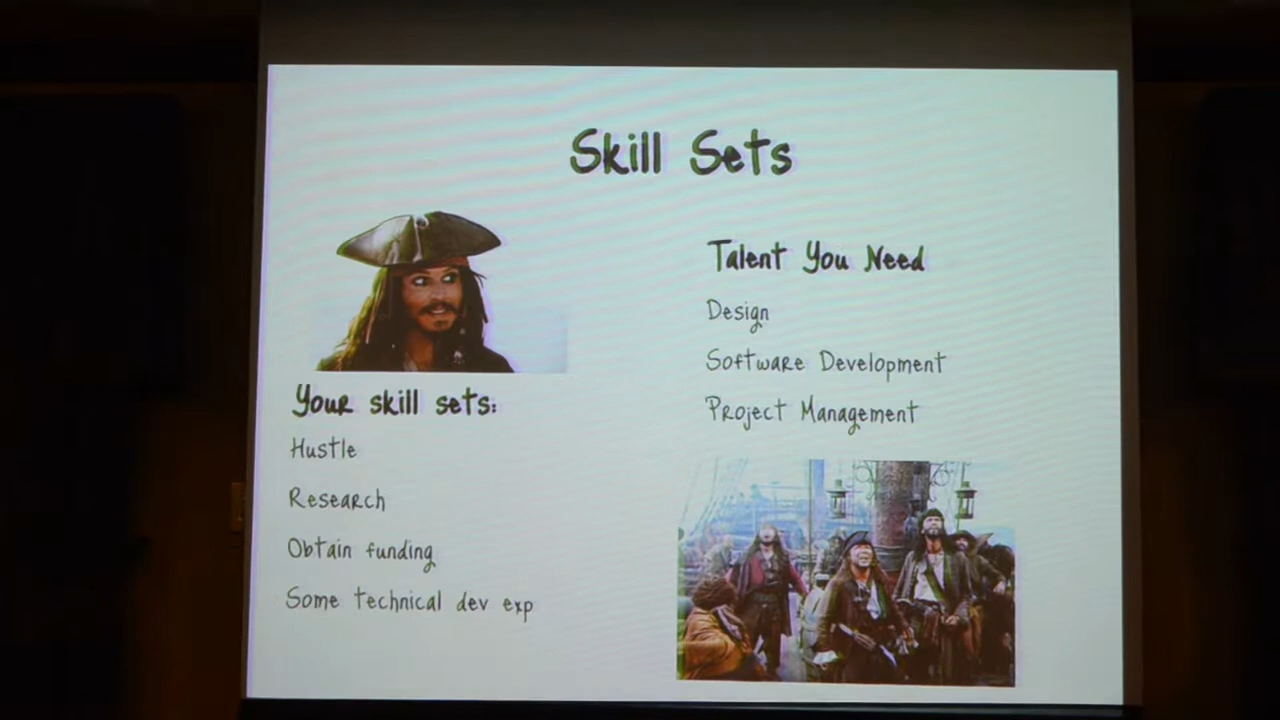 Skill Sets
Your skill sets:
Hustle
Research
Obtain funding
Some technical dev exp
Talent You Need
Design
Software Development
Project Management